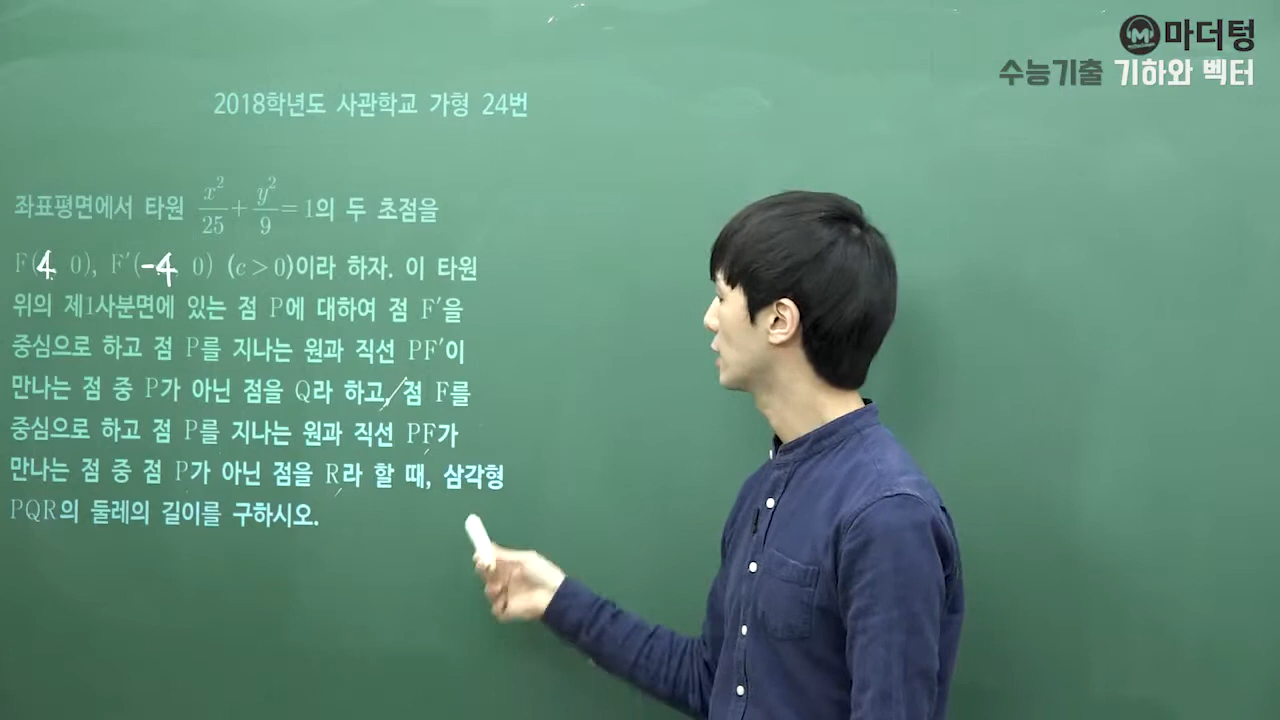 마더텅
수능기출 기하와 벡터
2018학년도 사관학교 가형 24번
좌표평면에서 타원 x²/25 + y²/9 = 1의 두 초점을
F(4, 0), F′(-4, 0) (c > 0)이라 하자. 이 타원
위의 제1사분면에 있는 점 P에 대하여 점 F′을
중심으로 하고 점 P를 지나는 원과 직선 PF′이
만나는 점 중 P가 아닌 점을 Q라 하고, 점 F를
중심으로 하고 점 P를 지나는 원과 직선 PF가
만나는 점 중 점 P가 아닌 점을 R라 할 때, 삼각형
PQR의 둘레의 길이를 구하시오.